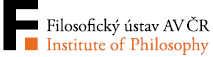 Filosofický ústav AV ČR
Institute of Philosophy